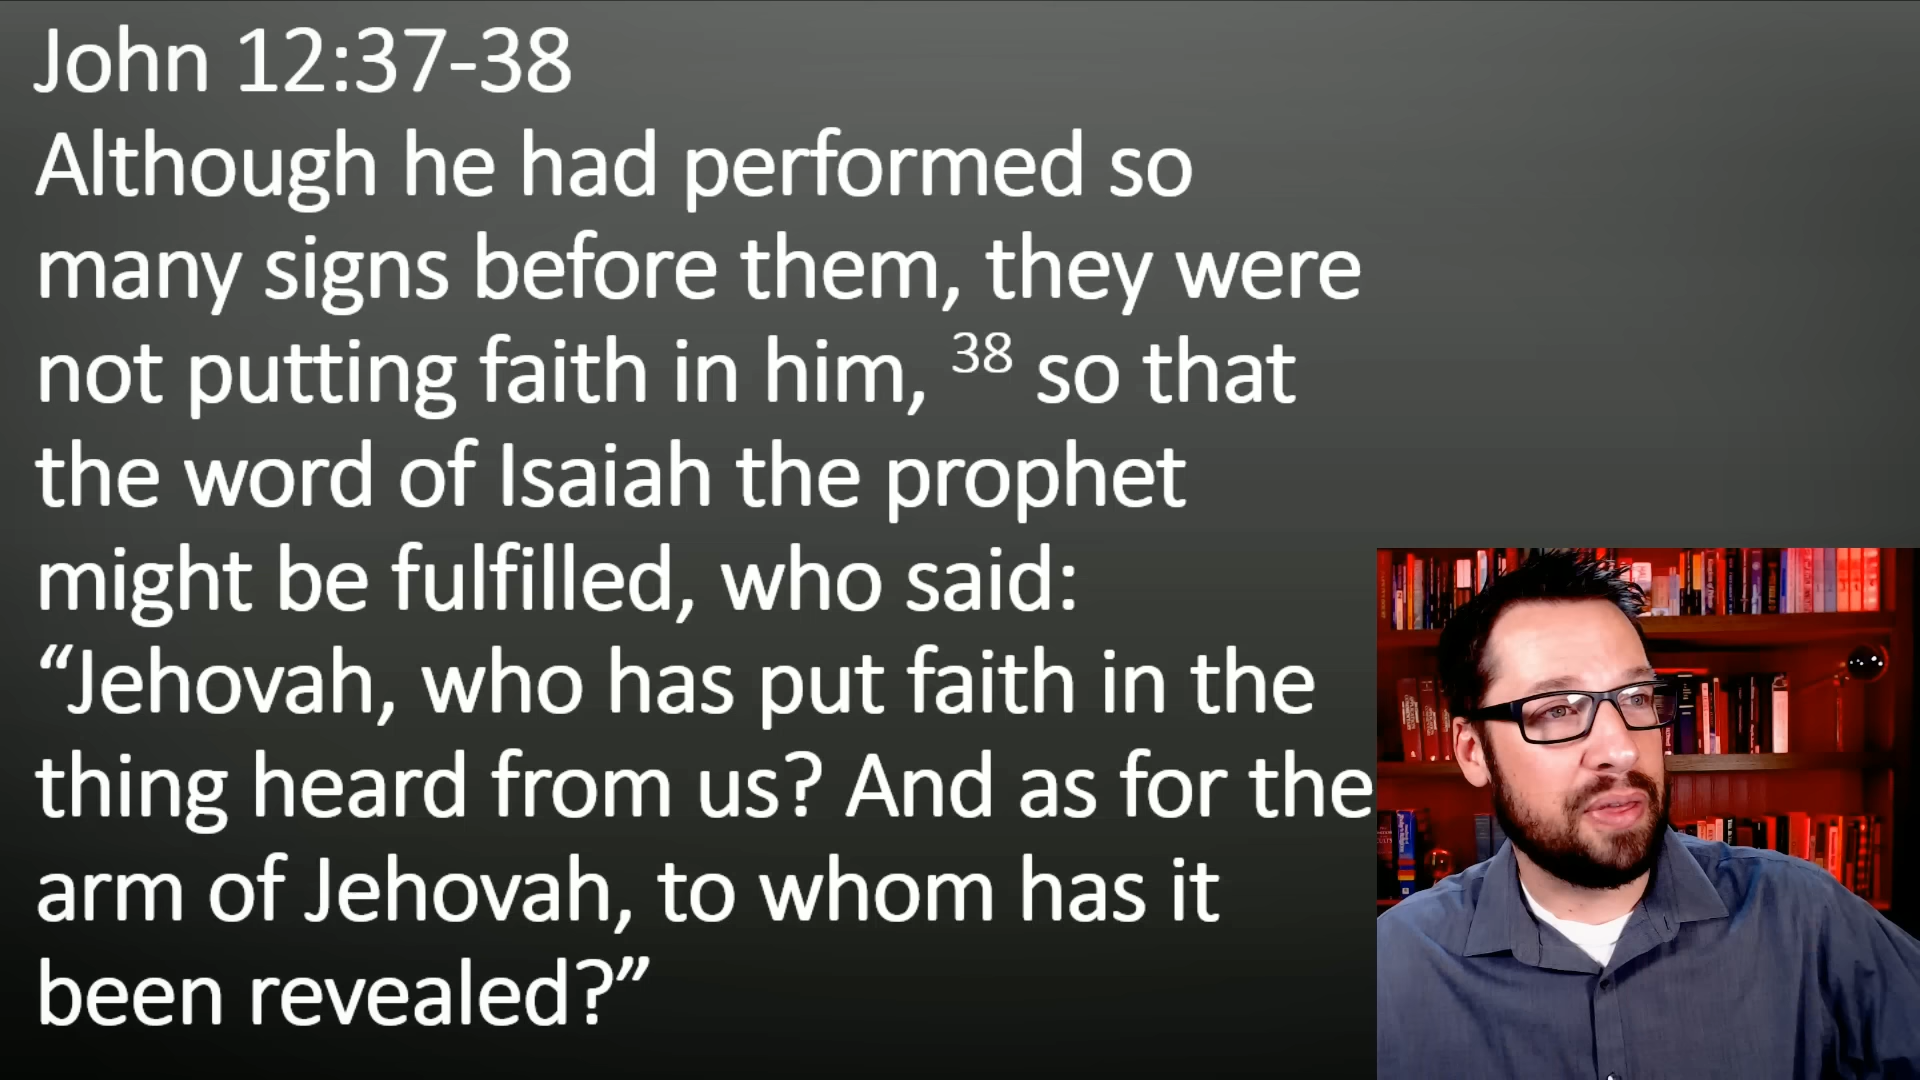 John 12:37-38
Although he had performed so
many signs before them, they were
not putting faith in him, 38 so that
the word of Isaiah the prophet
might be fulfilled, who said:
“Jehovah, who has put faith in the
thing heard from us? And as for the
arm of Jehovah, to whom has it
been revealed?”